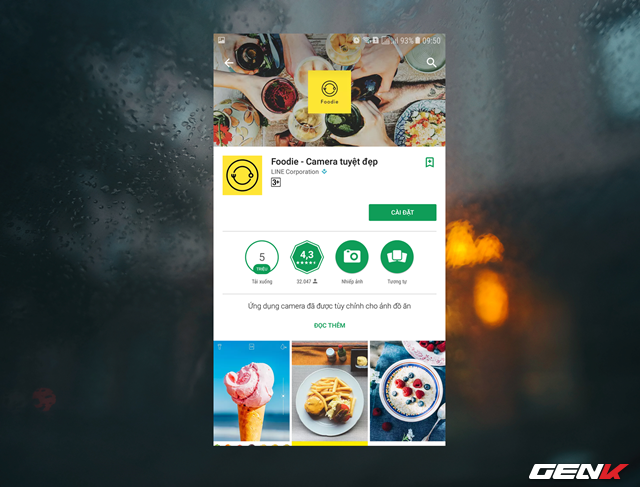 93% 09:50
Foodie
Foodie - Camera tuyệt đẹp
LINE Corporation
3+
CÀI ĐẶT
5
TRIỆU
4,3
Tải xuống
32.047
Nhiếp ảnh
Tương tự
Ứng dụng camera đã được tùy chỉnh cho ảnh đồ ăn
ĐỌC THÊM
GENK